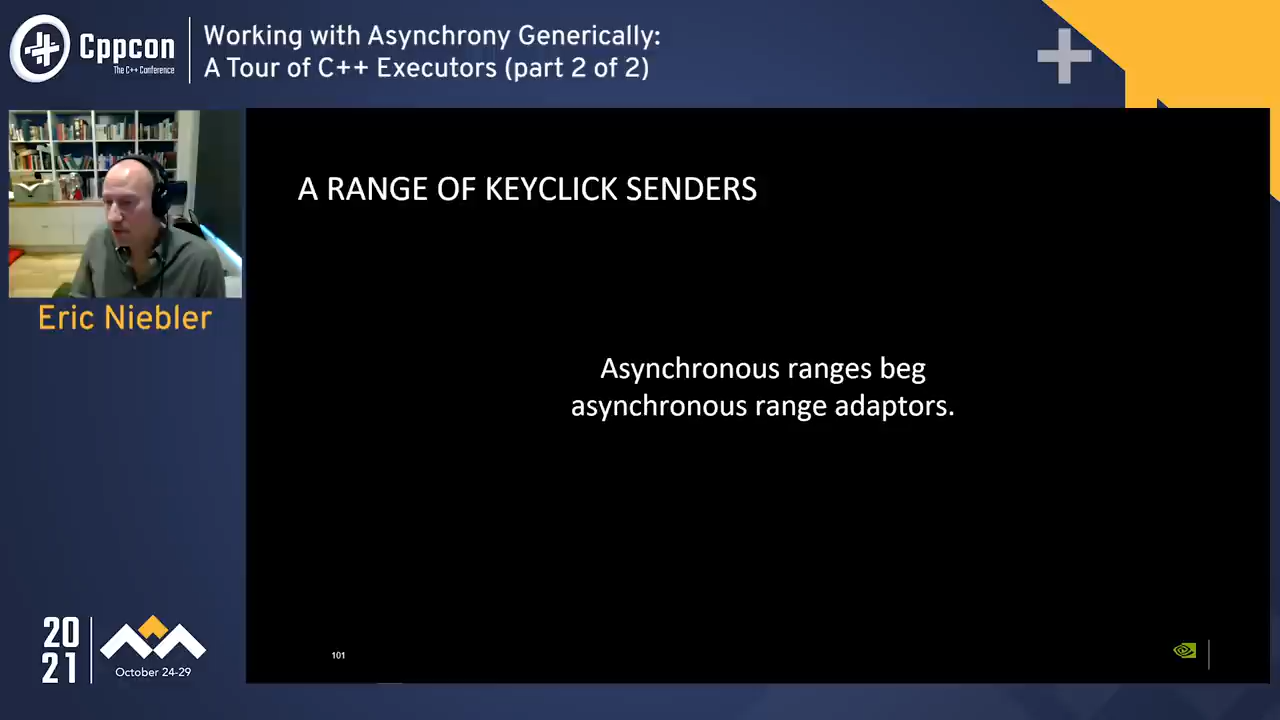 Cppcon
The C++ Conference
Working with Asynchrony Generically:
A Tour of C++ Executors (part 2 of 2)
Eric Niebler
A RANGE OF KEYCLICK SENDERS
Asynchronous ranges beg
asynchronous range adaptors.
20
21
October 24-29
101